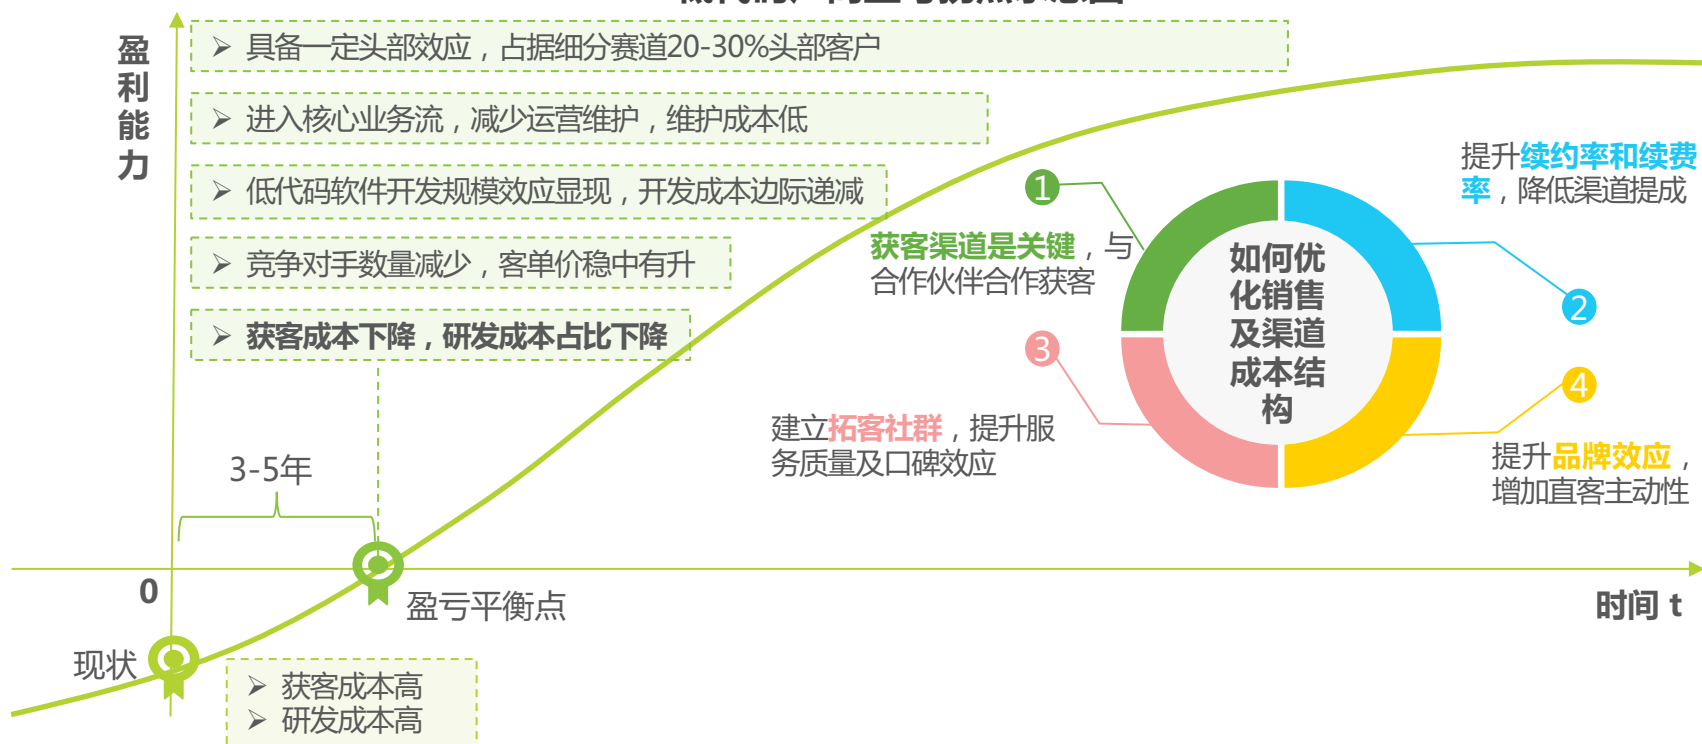 盈利能力
➢ 具备一定头部效应，占据细分赛道20-30%头部客户
➢ 进入核心业务流，减少运营维护，维护成本低
➢ 低代码软件开发规模效应显现，开发成本边际递减
➢ 竞争对手数量减少，客单价稳中有升
➢ 获客成本下降，研发成本占比下降
3-5年
0
盈亏平衡点
时间 t
现状
➢ 获客成本高
➢ 研发成本高
1
获客渠道是关键，与
合作伙伴合作获客
提升续约率和续费
率，降低渠道提成
2
如何优
化销售
及渠道
成本结
构
3
建立拓客社群，提升服
务质量及口碑效应
4
提升品牌效应，
增加直客主动性